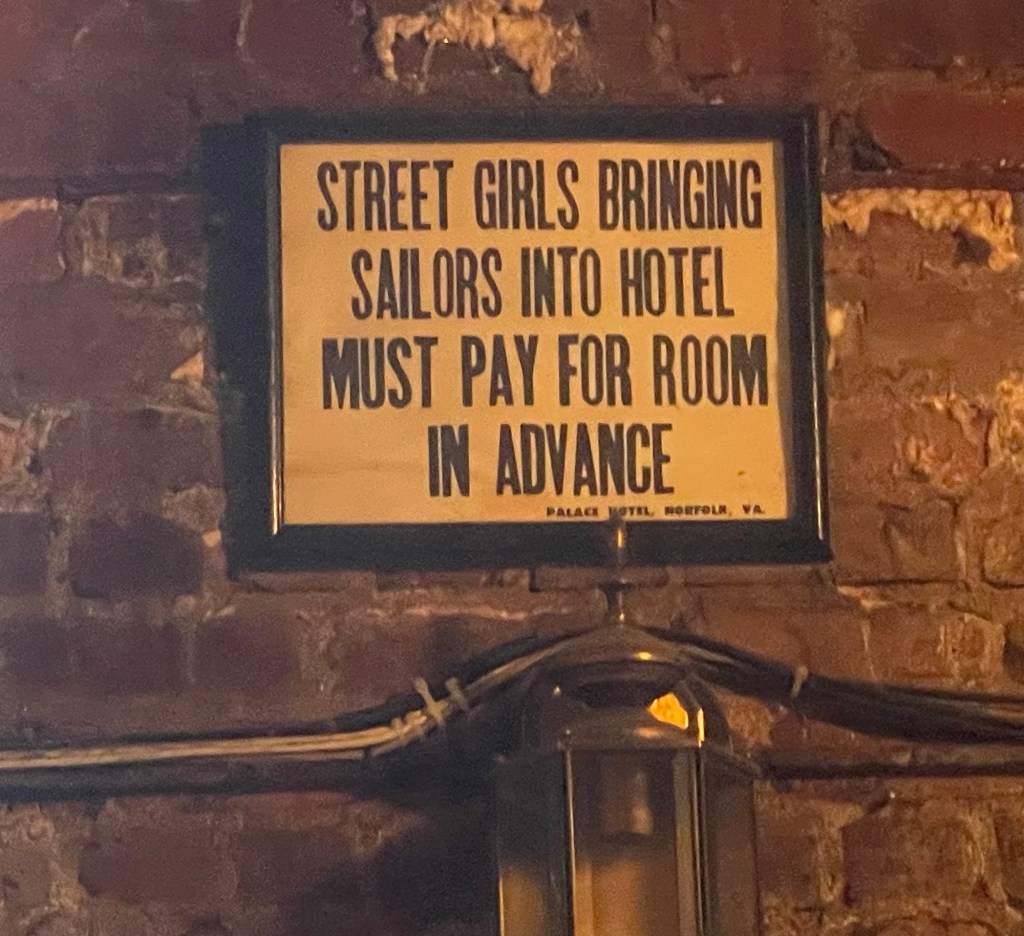 STREET GIRLS BRINGING
SAILORS INTO HOTEL
MUST PAY FOR ROOM
IN ADVANCE
PALACE HOTEL, NORFOLK, VA.